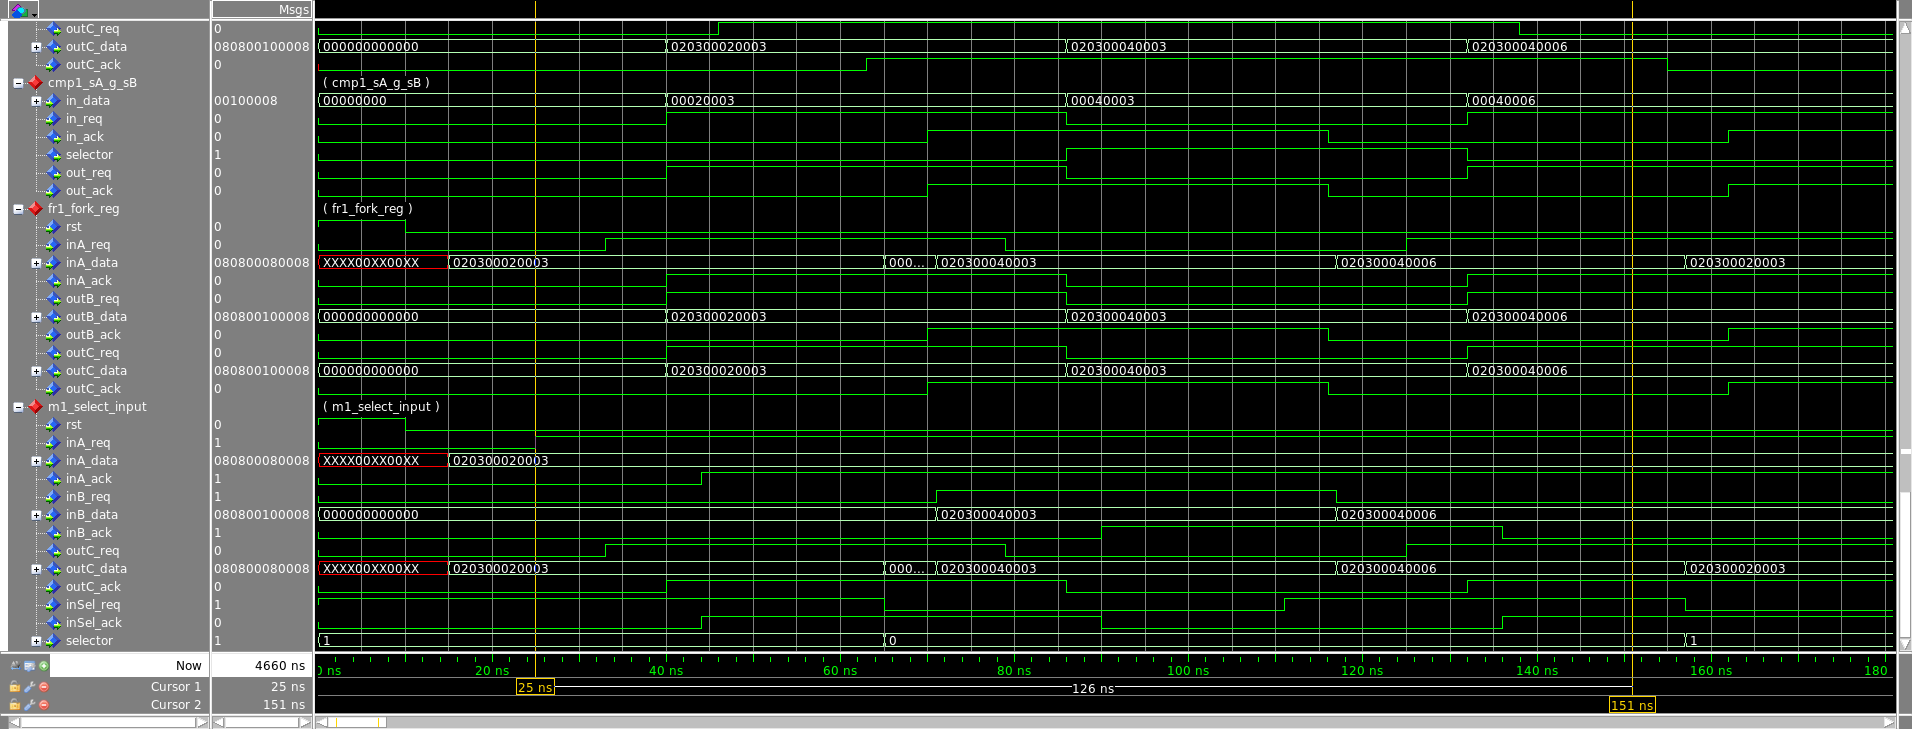 Msgs
outC_req 0
outC_data 080800100008 000000000000 020300020003 020300040003 020300040006
outC_ack 0
cmp1_sA_g_sB ( cmp1_sA_g_sB )
in_data 00100008 00000000 00020003 00040003 00040006
in_req 0
in_ack 0
selector 1
out_req 0
out_ack 0
fr1_fork_reg ( fr1_fork_reg )
rst 0
inA_req 0
inA_data 080800080008 XXXX00XX00XX 020300020003 000... 020300040003 020300040006 020300020003
inA_ack 0
outB_req 0
outB_data 080800100008 000000000000 020300020003 020300040003 020300040006
outB_ack 0
outC_req 0
outC_data 080800100008 000000000000 020300020003 020300040003 020300040006
outC_ack 0
m1_select_input ( m1_select_input )
rst 0
inA_req 1
inA_data 080800080008 XXXX00XX00XX 020300020003
inA_ack 1
inB_req 1
inB_data 080800100008 000000000000 020300040003 020300040006
inB_ack 1
outC_req 0
outC_data 080800080008 XXXX00XX00XX 020300020003 000... 020300040003 020300040006 020300020003
outC_ack 0
inSel_req 1
inSel_ack 0
selector 1 1 0 1
Now 4660 ns 0 ns 20 ns 40 ns 60 ns 80 ns 100 ns 120 ns 140 ns 160 ns 180
Cursor 1 25 ns 25 ns 126 ns
Cursor 2 151 ns 151 ns